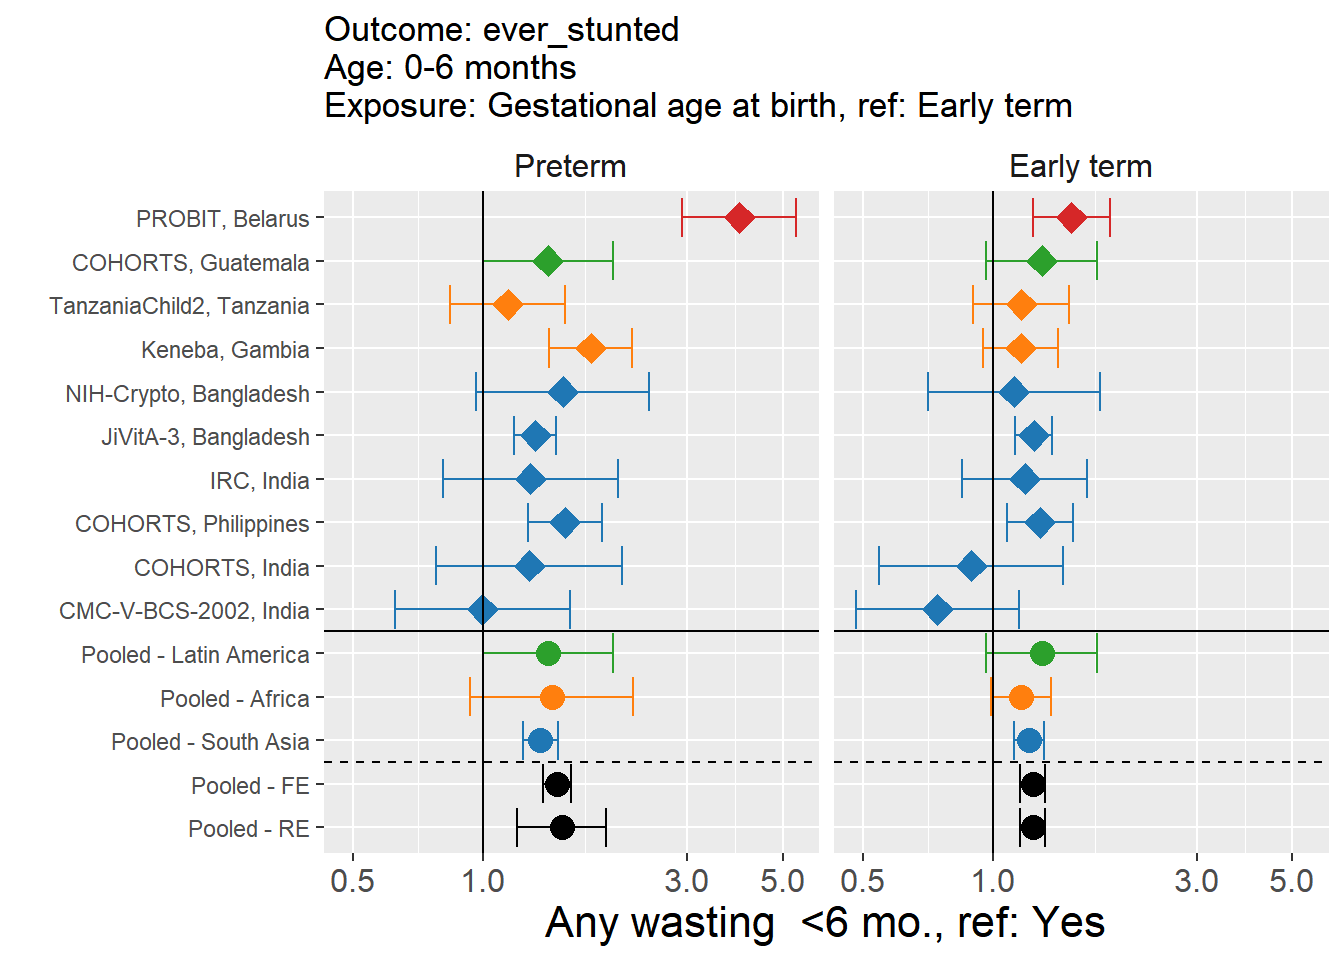 Outcome: ever_stunted
Age: 0-6 months
Exposure: Gestational age at birth, ref: Early term
Preterm
Early term
PROBIT, Belarus
COHORTS, Guatemala
TanzaniaChild2, Tanzania
Keneba, Gambia
NIH-Crypto, Bangladesh
JiVitA-3, Bangladesh
IRC, India
COHORTS, Philippines
COHORTS, India
CMC-V-BCS-2002, India
Pooled - Latin America
Pooled - Africa
Pooled - South Asia
Pooled - FE
Pooled - RE
0.5 1.0 3.0 5.0
0.5 1.0 3.0 5.0
Any wasting  <6 mo., ref: Yes